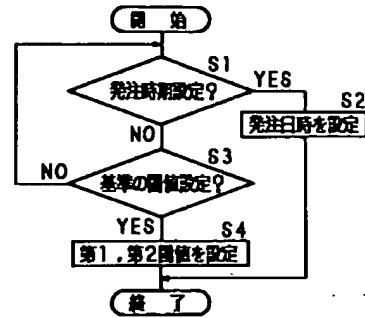 開 始
S1
発注時期設定?
YES
S2
発注日時を設定
NO
S3
NO
基準の閾値設定?
YES
S4
第1,第2閾値を設定
終 了